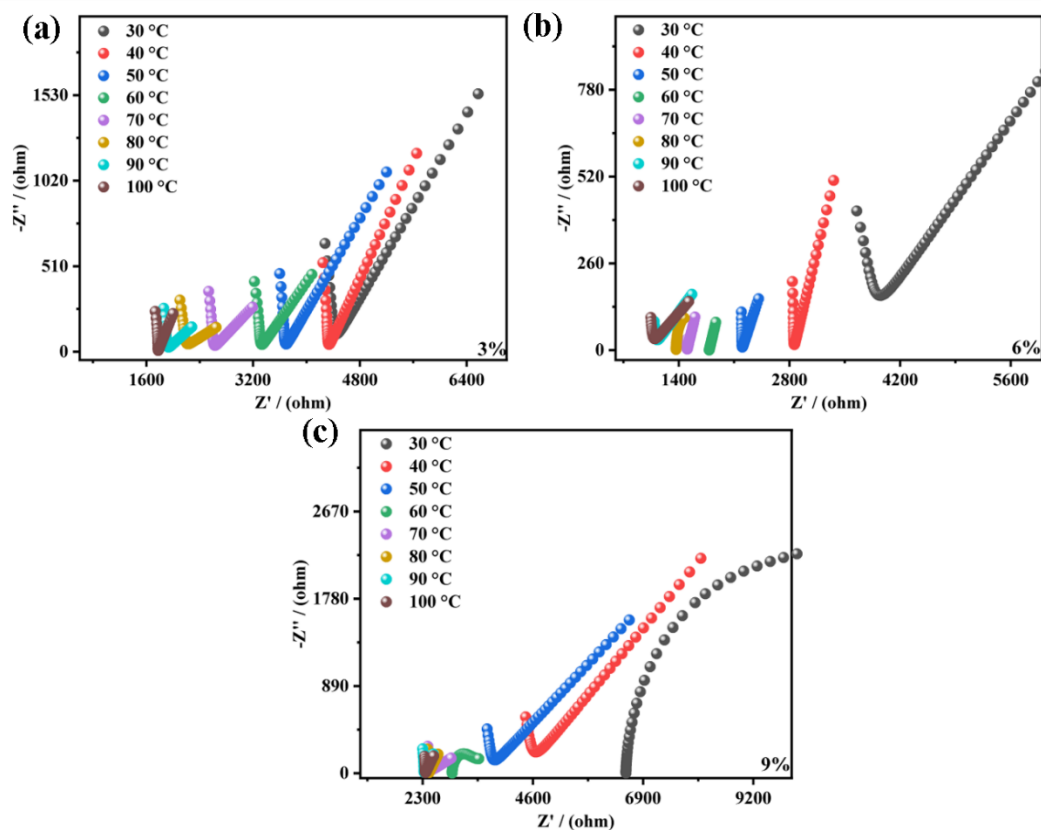 (a)
30 °C
40 °C
50 °C
60 °C
70 °C
80 °C
90 °C
100 °C
1530
1020
510
0
-Z'' / (ohm)
1600 3200 4800 6400
Z' / (ohm)
3%
(b)
30 °C
40 °C
50 °C
60 °C
70 °C
80 °C
90 °C
100 °C
780
520
260
0
-Z'' / (ohm)
1400 2800 4200 5600
Z' / (ohm)
6%
(c)
30 °C
40 °C
50 °C
60 °C
70 °C
80 °C
90 °C
100 °C
2670
1780
890
0
-Z'' / (ohm)
2300 4600 6900 9200
Z' / (ohm)
9%